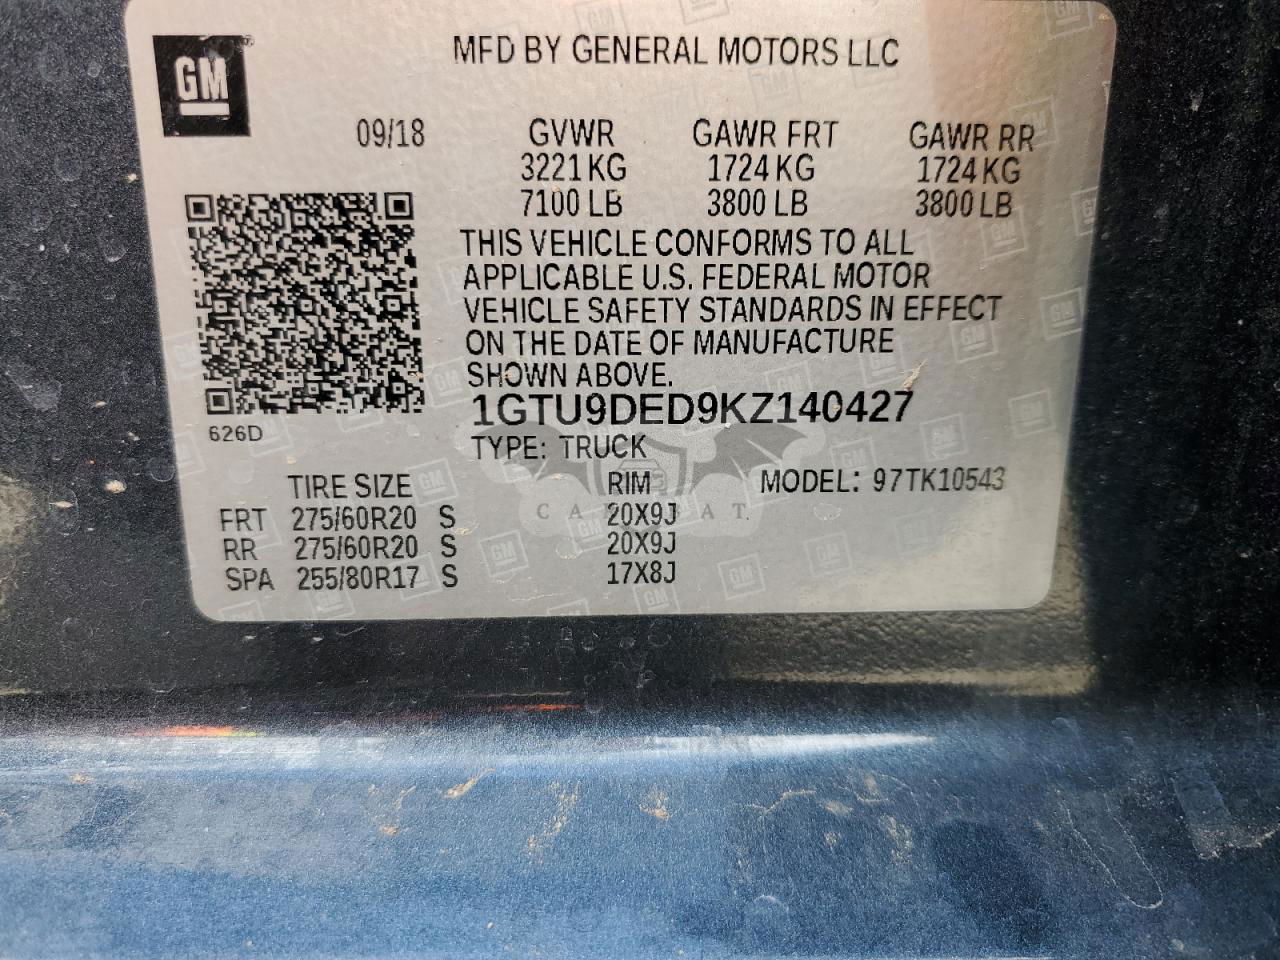 GM
MFD BY GENERAL MOTORS LLC
09/18 GVWR GAWR FRT GAWR RR
3221 KG 1724 KG 1724 KG
7100 LB 3800 LB 3800 LB
THIS VEHICLE CONFORMS TO ALL
APPLICABLE U.S. FEDERAL MOTOR
VEHICLE SAFETY STANDARDS IN EFFECT
ON THE DATE OF MANUFACTURE
SHOWN ABOVE.
1GTU9DED9KZ140427
626D
TYPE: TRUCK
TIRE SIZE RIM MODEL: 97TK10543
FRT 275/60R20 S 20X9J
RR 275/60R20 S 20X9J
SPA 255/80R17 S 17X8J